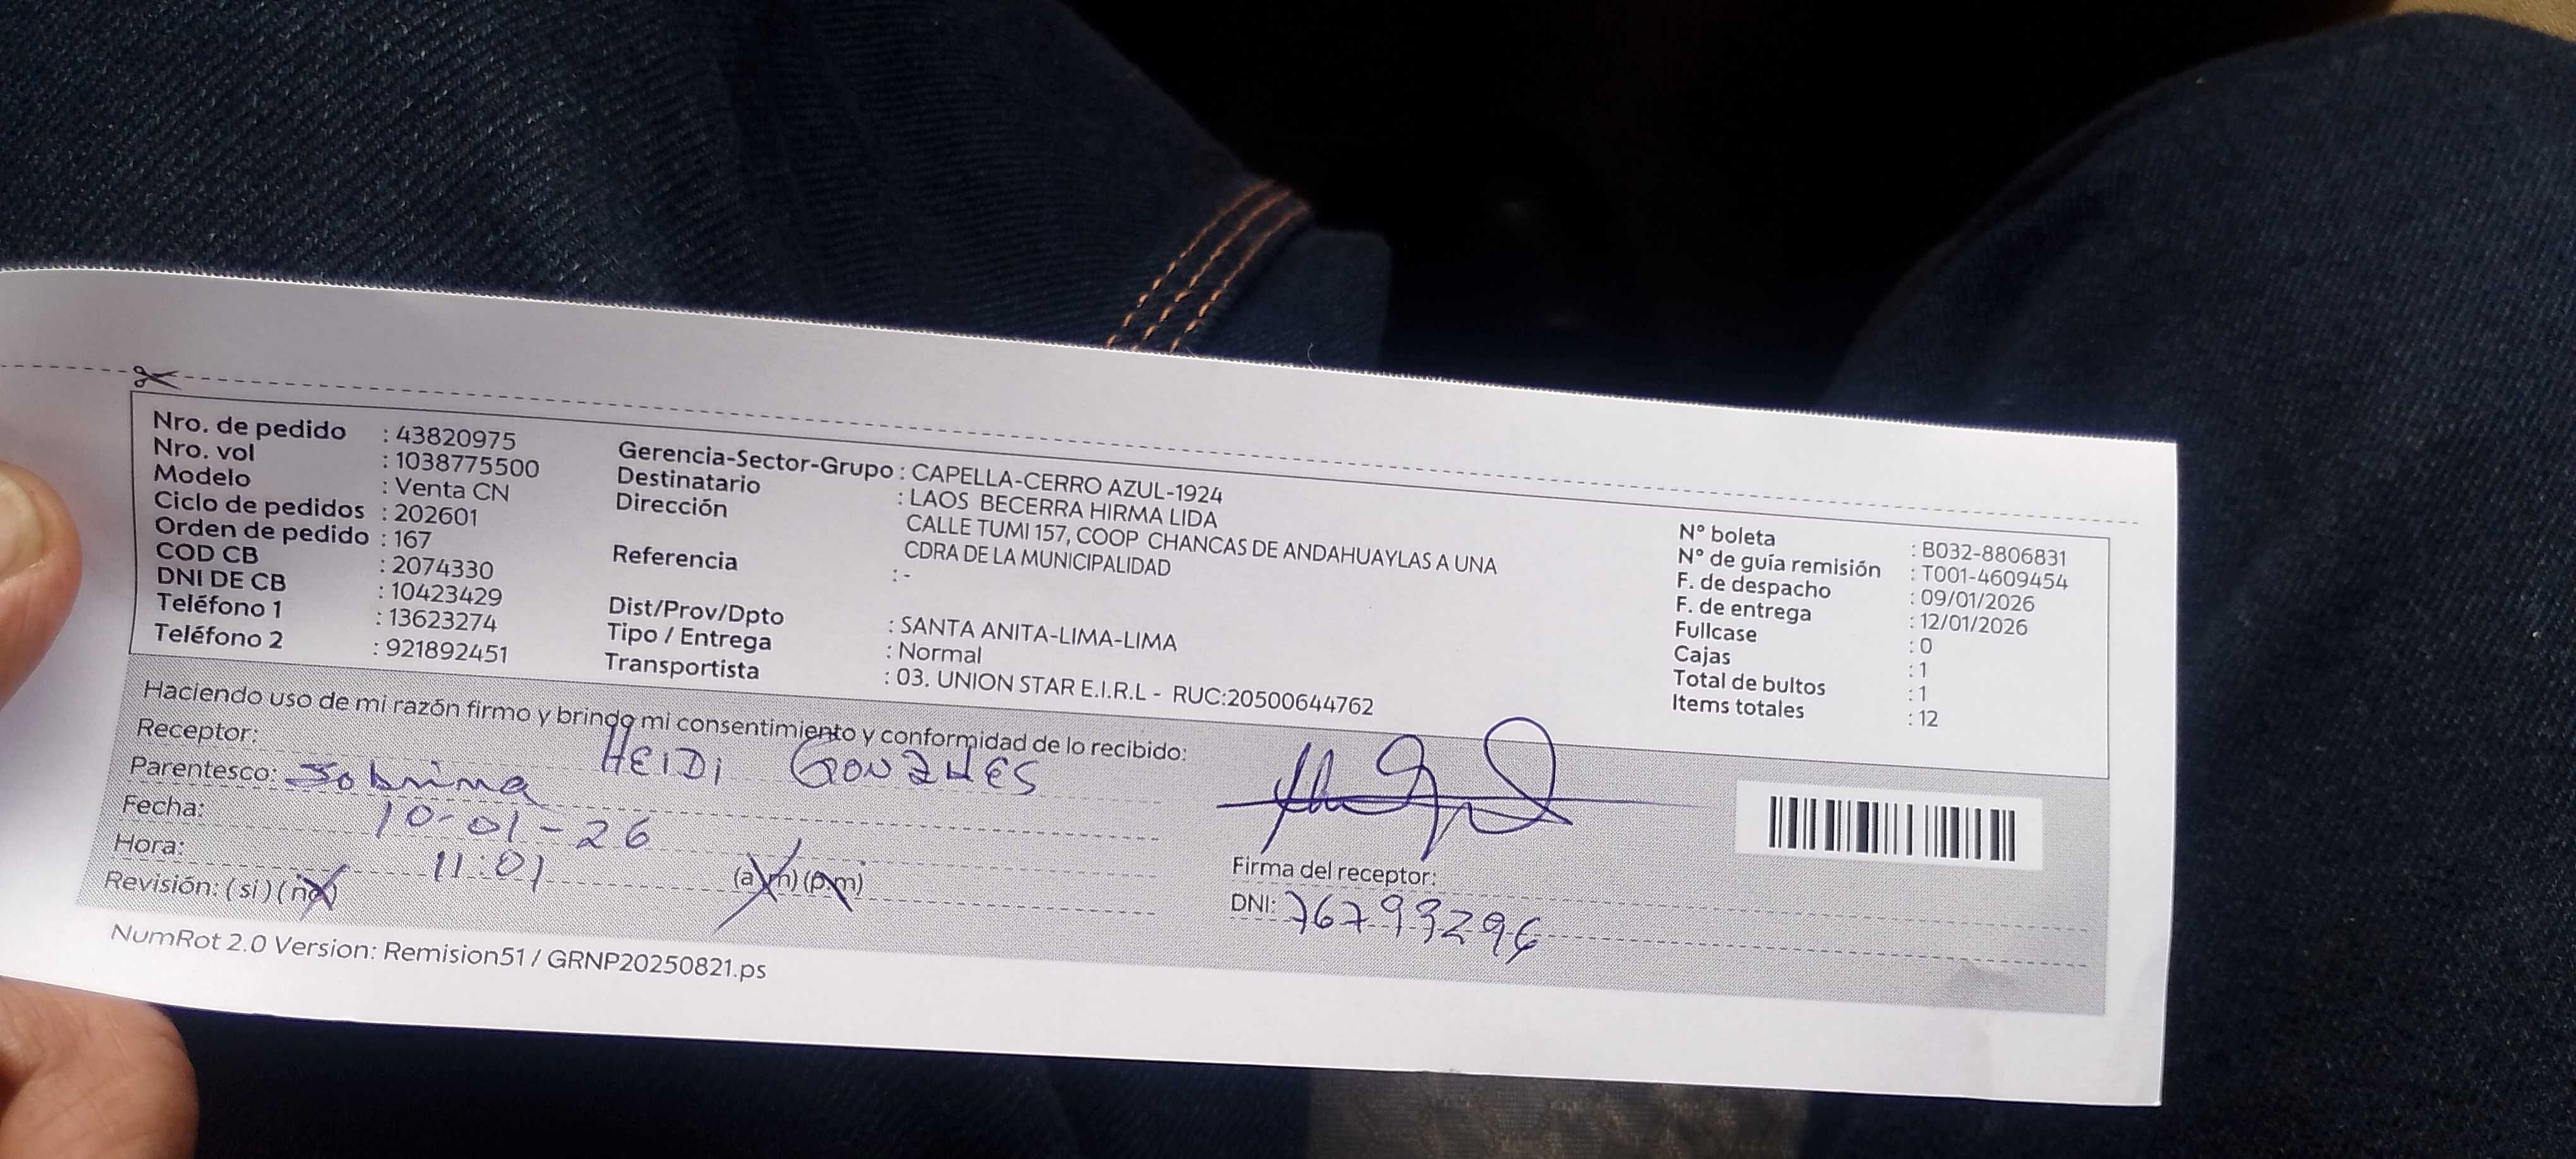 Nro. de pedido : 43820975
Nro. vol : 1038775500
Modelo : Venta CN
Ciclo de pedidos : 202601
Orden de pedido : 167
COD CB : 2074330
DNI DE CB : 10423429
Teléfono 1 : 13623274
Teléfono 2 : 921892451
Gerencia-Sector-Grupo : CAPELLA-CERRO AZUL-1924
Destinatario : LAOS BECERRA HIRMA LIDA
Dirección CALLE TUMI 157, COOP CHANCAS DE ANDAHUAYLAS A UNA
CDRA DE LA MUNICIPALIDAD
Referencia : -
Dist/Prov/Dpto : SANTA ANITA-LIMA-LIMA
Tipo / Entrega : Normal
Transportista : 03. UNION STAR E.I.R.L - RUC:20500644762
N° boleta : B032-8806831
N° de guía remisión : T001-4609454
F. de despacho : 09/01/2026
F. de entrega : 12/01/2026
Fullcase : 0
Cajas : 1
Total de bultos : 1
Items totales : 12
Haciendo uso de mi razón firmo y brindo mi consentimiento y conformidad de lo recibido:
Receptor: HEIDI
Parentesco: Sobrina
Fecha: 10-01-26
Hora: 11:01 (a.m) (p.m)
Revisión: (si) (no)
Firma del receptor:
DNI: 76793296
NumRot 2.0 Version: Remision51 / GRNP20250821.ps